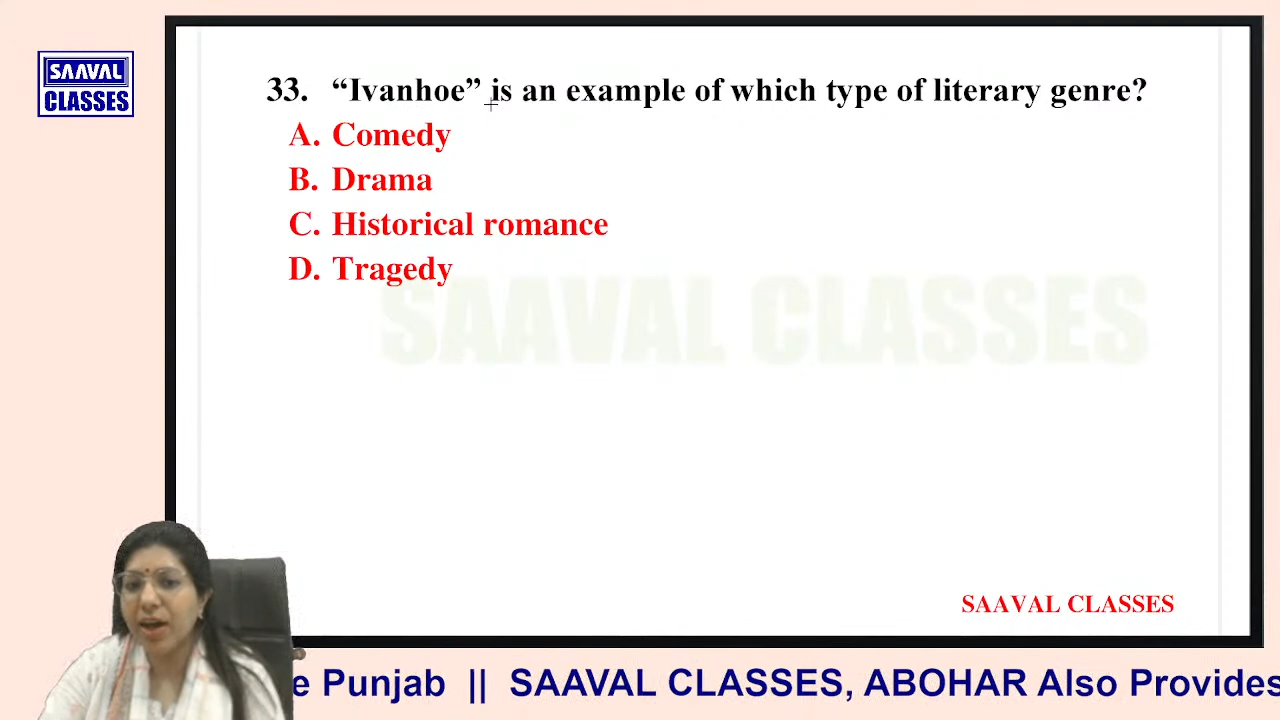 SAAVAL
CLASSES
33. “Ivanhoe” is an example of which type of literary genre?
A. Comedy
B. Drama
C. Historical romance
D. Tragedy
SAAVAL CLASSES
SAAVAL CLASSES
e Punjab || SAAVAL CLASSES, ABOHAR Also Provides